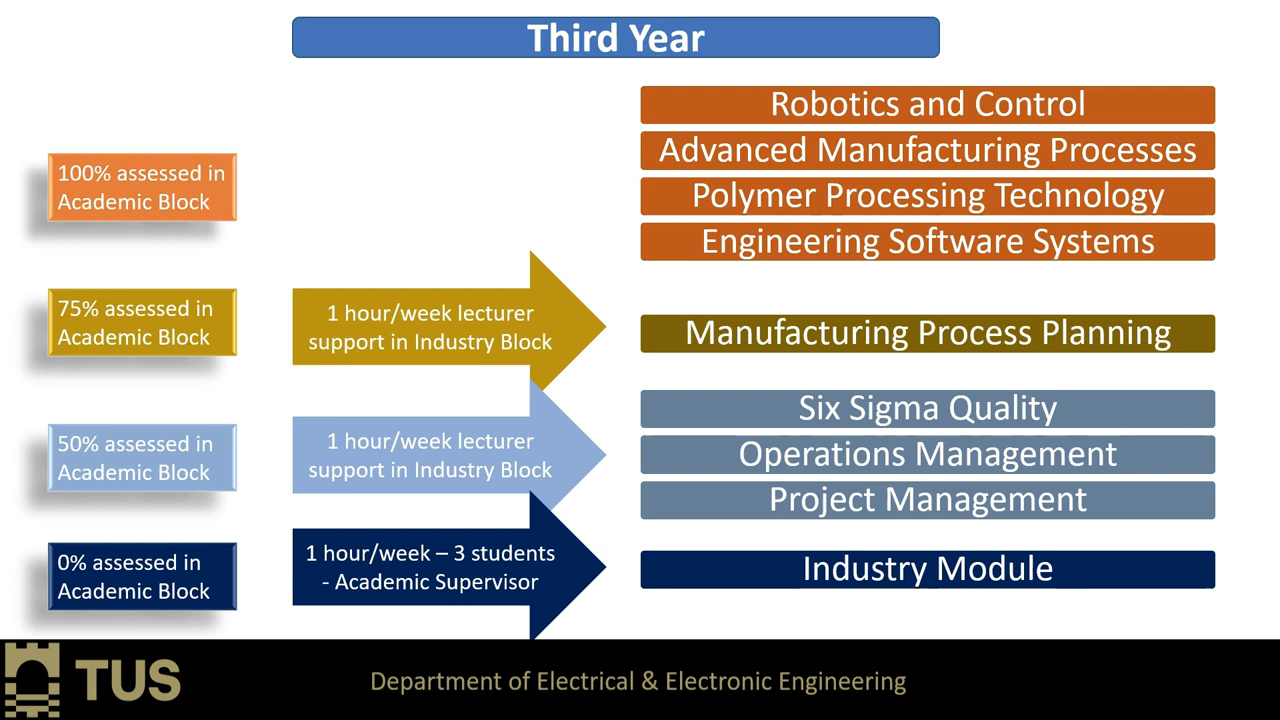 Third Year
100% assessed in
Academic Block
Robotics and Control
Advanced Manufacturing Processes
Polymer Processing Technology
Engineering Software Systems
75% assessed in
Academic Block
1 hour/week lecturer
support in Industry Block
Manufacturing Process Planning
50% assessed in
Academic Block
1 hour/week lecturer
support in Industry Block
Six Sigma Quality
Operations Management
Project Management
0% assessed in
Academic Block
1 hour/week – 3 students
- Academic Supervisor
Industry Module
TUS
Department of Electrical & Electronic Engineering